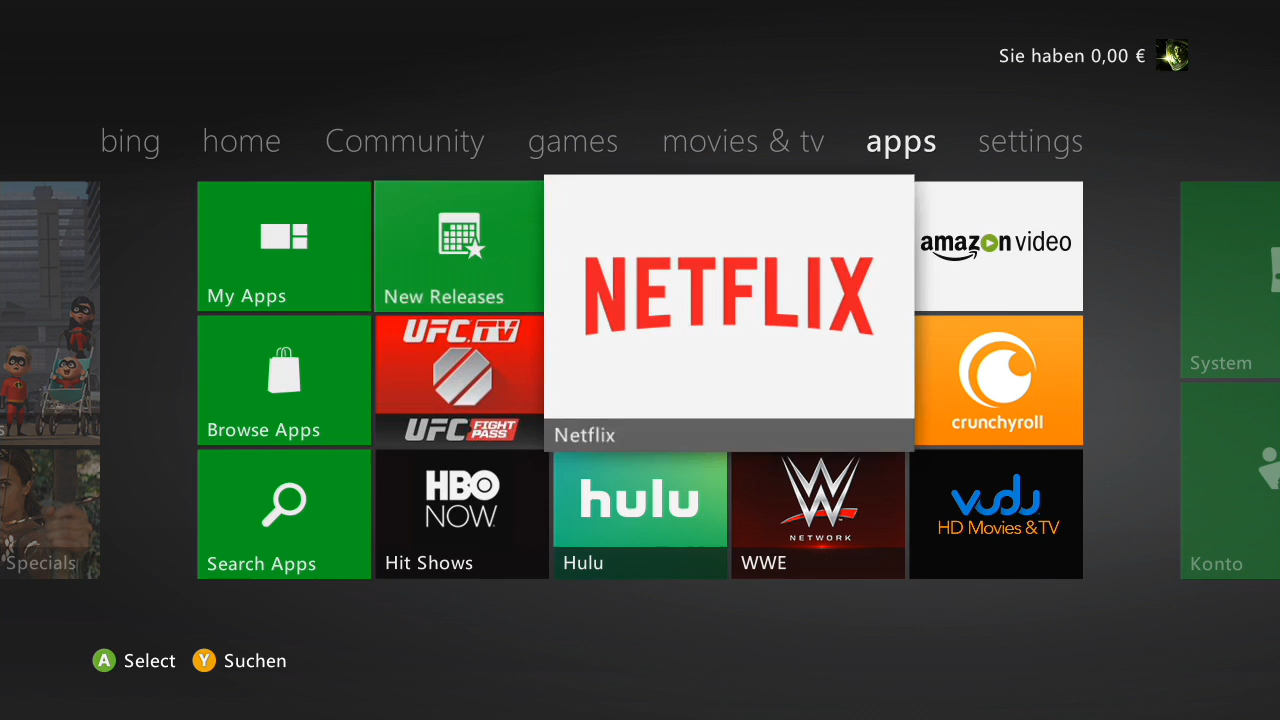 Sie haben 0,00 €
bing home Community games movies & tv apps settings
My Apps
New Releases
NETFLIX
Netflix
amazon video
Browse Apps
UFC.TV
UFC FIGHT PASS
crunchyroll
Search Apps
HBO NOW.
Hit Shows
hulu
Hulu
W NETWORK
WWE
vudu
HD Movies & TV
s
Specials
System
Konto
A Select Y Suchen